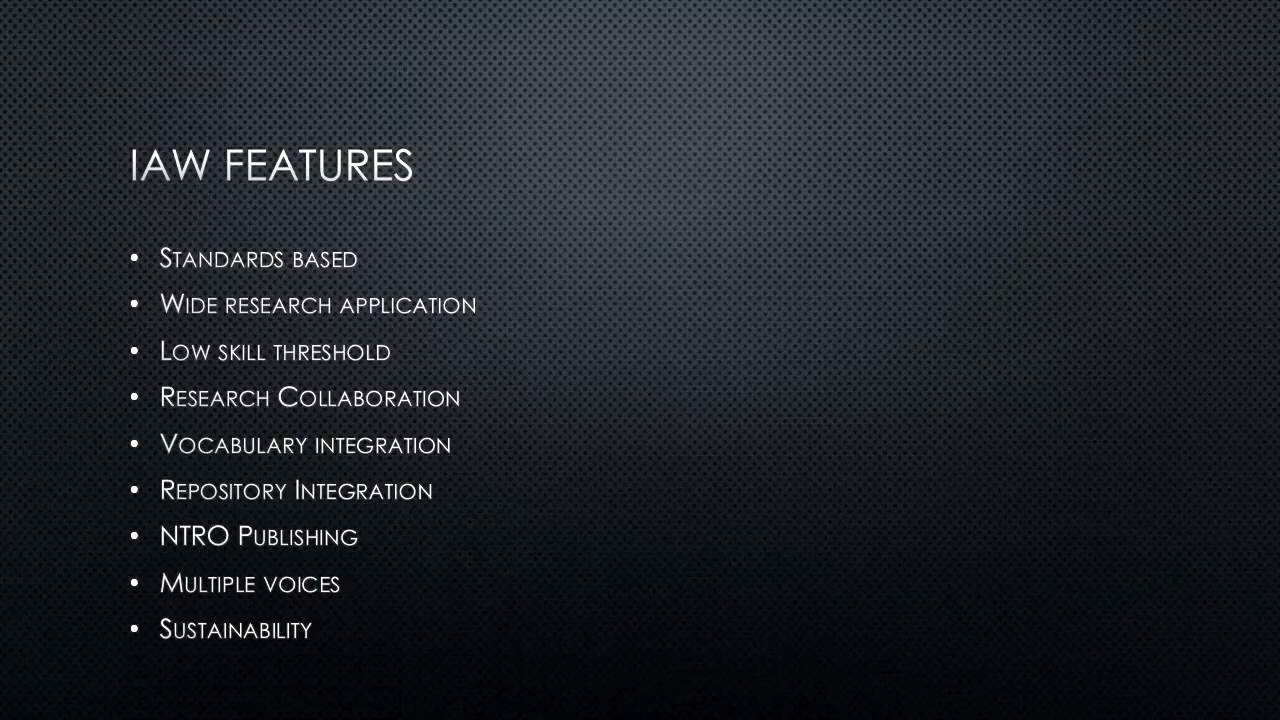 IAW FEATURES
• STANDARDS BASED
• WIDE RESEARCH APPLICATION
• LOW SKILL THRESHOLD
• RESEARCH COLLABORATION
• VOCABULARY INTEGRATION
• REPOSITORY INTEGRATION
• NTRO PUBLISHING
• MULTIPLE VOICES
• SUSTAINABILITY